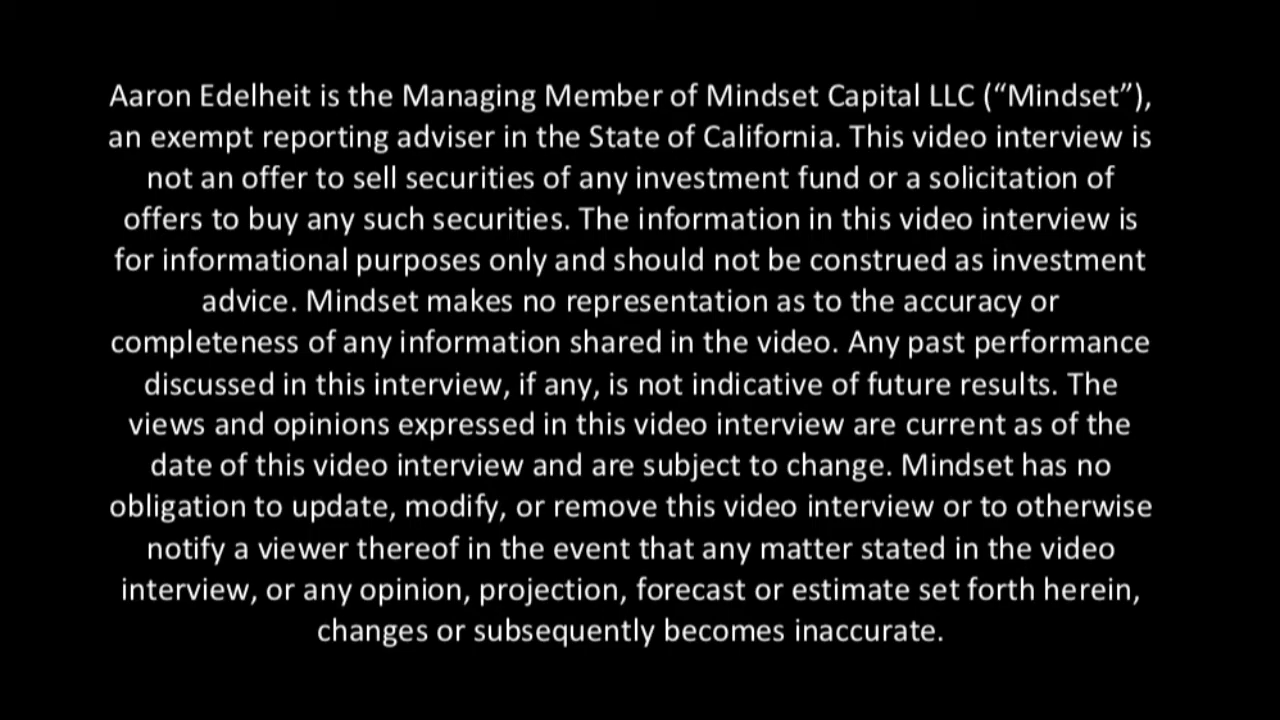 Aaron Edelheit is the Managing Member of Mindset Capital LLC (“Mindset”),
an exempt reporting adviser in the State of California. This video interview is
not an offer to sell securities of any investment fund or a solicitation of
offers to buy any such securities. The information in this video interview is
for informational purposes only and should not be construed as investment
advice. Mindset makes no representation as to the accuracy or
completeness of any information shared in the video. Any past performance
discussed in this interview, if any, is not indicative of future results. The
views and opinions expressed in this video interview are current as of the
date of this video interview and are subject to change. Mindset has no
obligation to update, modify, or remove this video interview or to otherwise
notify a viewer thereof in the event that any matter stated in the video
interview, or any opinion, projection, forecast or estimate set forth herein,
changes or subsequently becomes inaccurate.